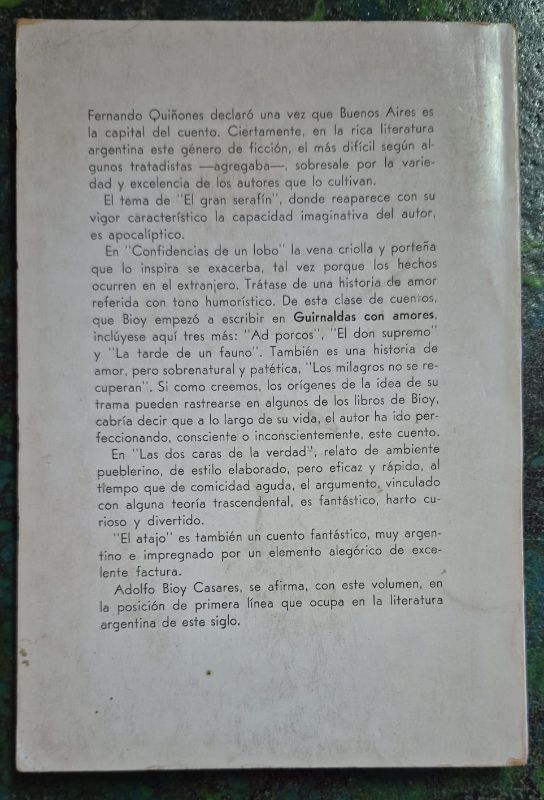 Fernando Quiñones declaró una vez que Buenos Aires es
la capital del cuento. Ciertamente, en la rica literatura
argentina este género de ficción, el más difícil según al-
gunos tratadistas —agregaba—, sobresale por la varie-
dad y excelencia de los autores que lo cultivan.
El tema de "El gran serafín", donde reaparece con su
vigor característico la capacidad imaginativa del autor,
es apocalíptico.
En "Confidencias de un lobo" la vena criolla y porteña
que lo inspira se exacerba, tal vez porque los hechos
ocurren en el extranjero. Trátase de una historia de amor
referida con tono humorístico. De esta clase de cuentos,
que Bioy empezó a escribir en Guirnaldas con amores,
inclúyese aquí tres más: "Ad porcos", "El don supremo"
y "La tarde de un fauno". También es una historia de
amor, pero sobrenatural y patética, "Los milagros no se re-
cuperan". Si como creemos, los orígenes de la idea de su
trama pueden rastrearse en algunos de los libros de Bioy,
cabría decir que a lo largo de su vida, el autor ha ido per-
feccionando, consciente o inconscientemente, este cuento.
En "Las dos caras de la verdad", relato de ambiente
pueblerino, de estilo elaborado, pero eficaz y rápido, al
tiempo que de comicidad aguda, el argumento, vinculado
con alguna teoría trascendental, es fantástico, harto cu-
rioso y divertido.
"El atajo" es también un cuento fantástico, muy argen-
tino e impregnado por un elemento alegórico de exce-
lente factura.
Adolfo Bioy Casares, se afirma, con este volumen, en
la posición de primera línea que ocupa en la literatura
argentina de este siglo.